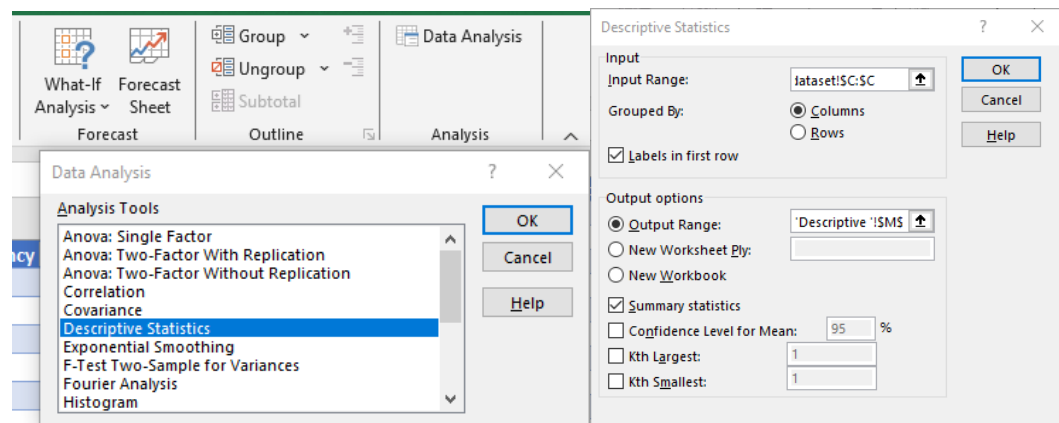 What-If
Analysis
Forecast
Sheet
Forecast
Group
Ungroup
Subtotal
Outline
Data Analysis
Analysis
Data Analysis
?
Analysis Tools
Anova: Single Factor
Anova: Two-Factor With Replication
Anova: Two-Factor Without Replication
Correlation
Covariance
Descriptive Statistics
Exponential Smoothing
F-Test Two-Sample for Variances
Fourier Analysis
Histogram
OK
Cancel
Help
ncy
Descriptive Statistics
?
Input
Input Range:
dataset!$C:$C
Grouped By:
Columns
Rows
Labels in first row
OK
Cancel
Help
Output options
Output Range:
'Descriptive '!$M$
New Worksheet Ply:
New Workbook
Summary statistics
Confidence Level for Mean:
95
%
Kth Largest:
1
Kth Smallest:
1